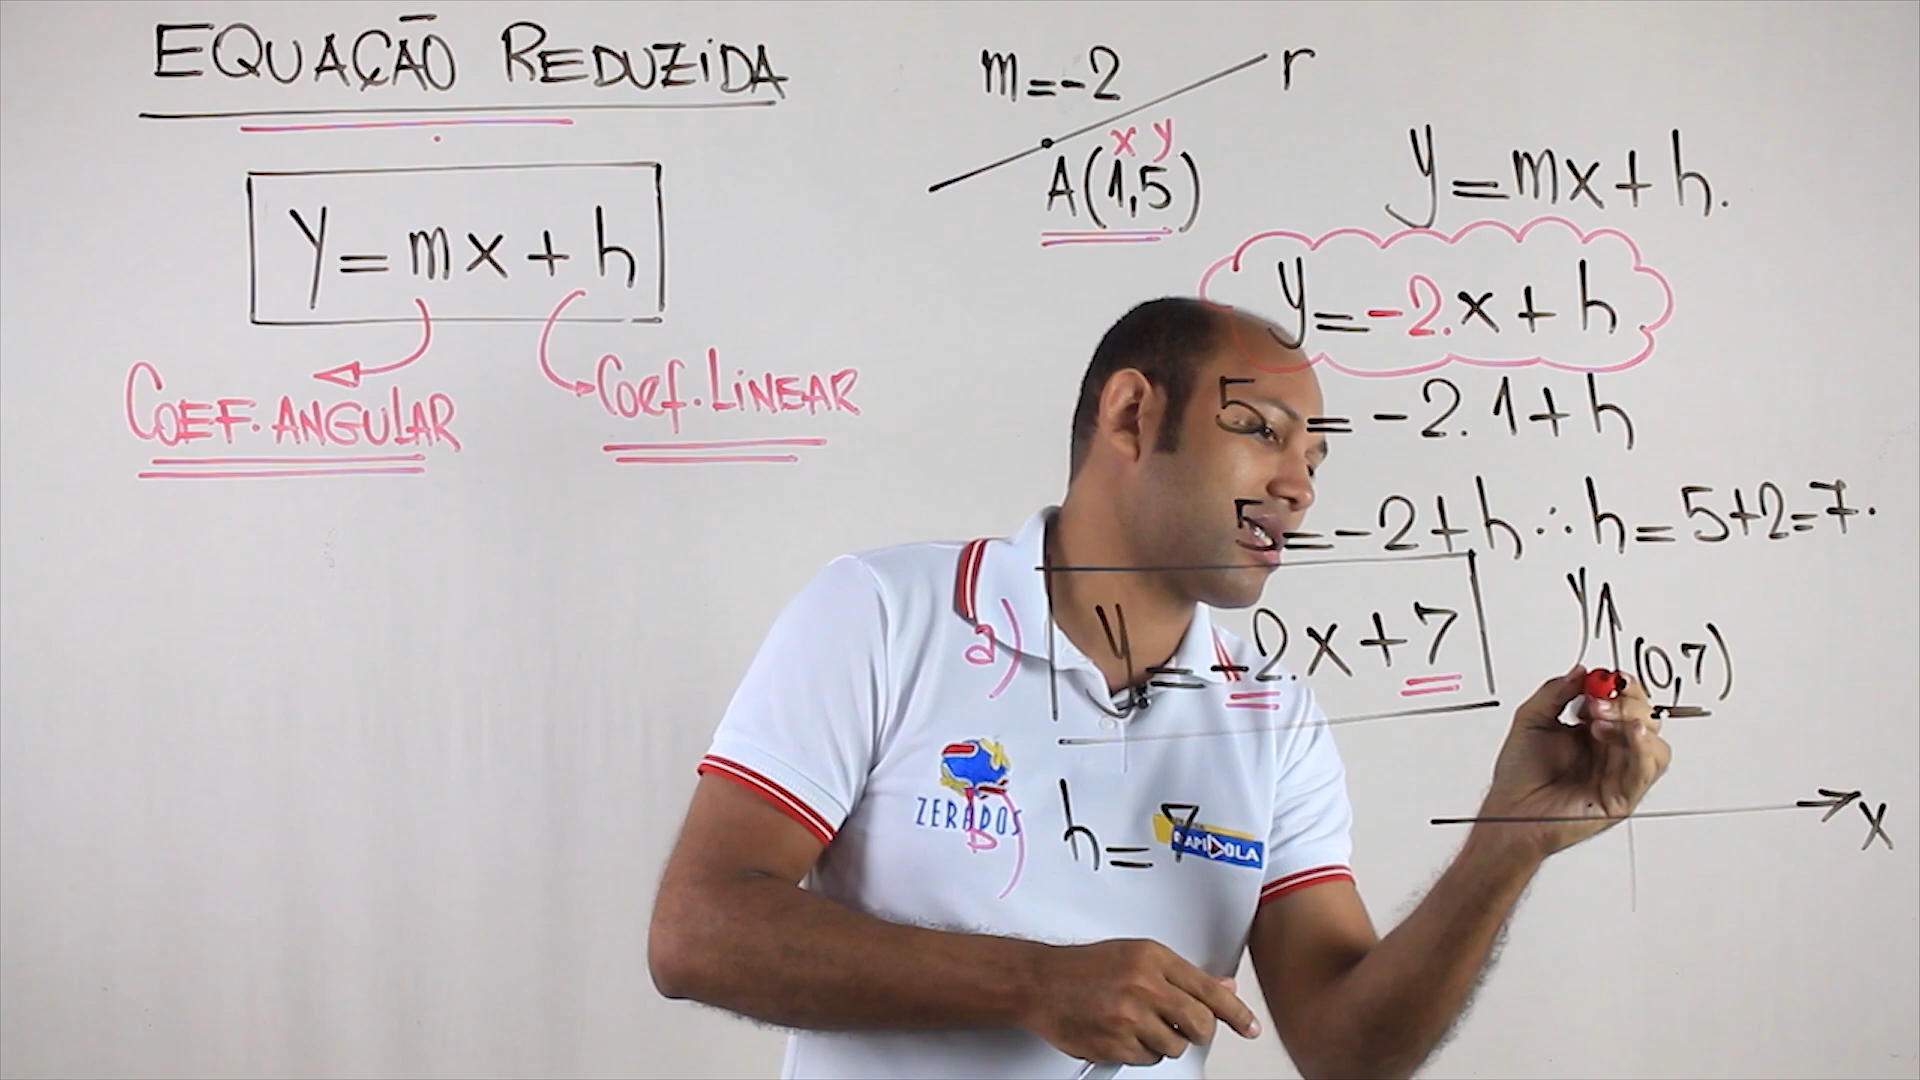 EQUAÇÃO REDUZIDA
Y = mx + h
COEF. ANGULAR
COEF. LINEAR
m = -2
r
x y
A(1,5)
y = mx + h.
y = -2.x + h
5 = -2.1 + h
5 = -2 + h ∴ h = 5+2 = 7.
a) y = -2.x + 7
y
(0,7)
x
b) h = 7
ZERADOS
RAPIDOLA